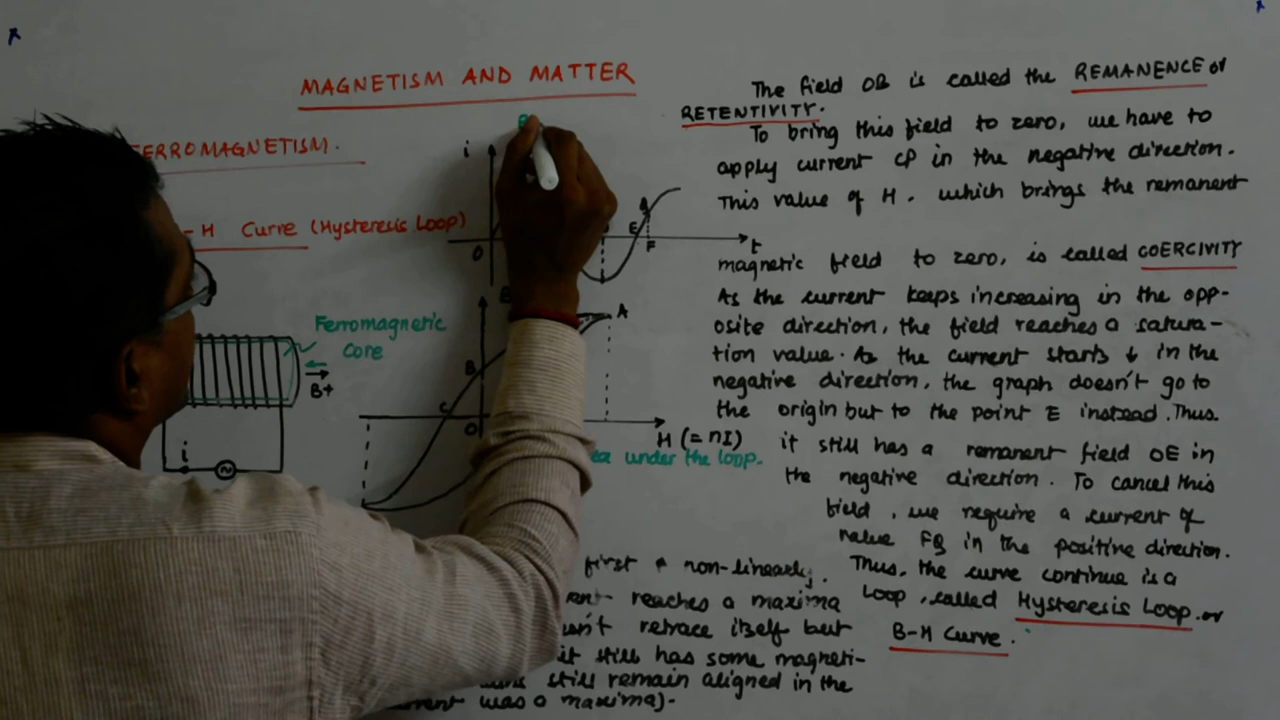 MAGNETISM AND MATTER
FERROMAGNETISM.
-H Curve (Hysteresis Loop)
i
O
E
F
A
t
Ferromagnetic
core
B+
i
B
A
B
C
O
H (= nI)
under the loop.
first non-linearly.
reaches a maxima
retrace itself but
it still has some magneti-
still remain aligned in the
was a maxima).
The field OB is called the REMANENCE or
RETENTIVITY.
To bring this field to zero, we have to
apply current CP in the negative direction.
This value of H, which brings the remanent
magnetic field to zero, is called COERCIVITY
As the current keeps increasing in the opp-
osite direction, the field reaches a satura-
tion value. As the current starts ↓ in the
negative direction, the graph doesn't go to
the origin but to the point E instead. Thus.
it still has a remanent field OE in
the negative direction. To cancel this
field, we require a current of
value FQ in the positive direction.
Thus, the curve continue is a
Loop, called Hysteresis Loop. or
B-H Curve.